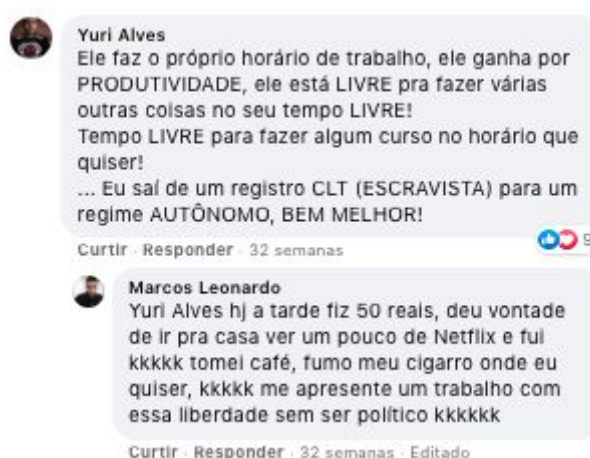 Yuri Alves
Ele faz o próprio horário de trabalho, ele ganha por
PRODUTIVIDADE, ele está LIVRE pra fazer várias
outras coisas no seu tempo LIVRE!
Tempo LIVRE para fazer algum curso no horário que
quiser!
... Eu saí de um registro CLT (ESCRAVISTA) para um
regime AUTÔNOMO, BEM MELHOR!
9
Curtir · Responder · 32 semanas
Marcos Leonardo
Yuri Alves hj a tarde fiz 50 reais, deu vontade
de ir pra casa ver um pouco de Netflix e fui
kkkkk tomei café, fumo meu cigarro onde eu
quiser, kkkkk me apresente um trabalho com
essa liberdade sem ser político kkkkkk
Curtir · Responder · 32 semanas · Editado